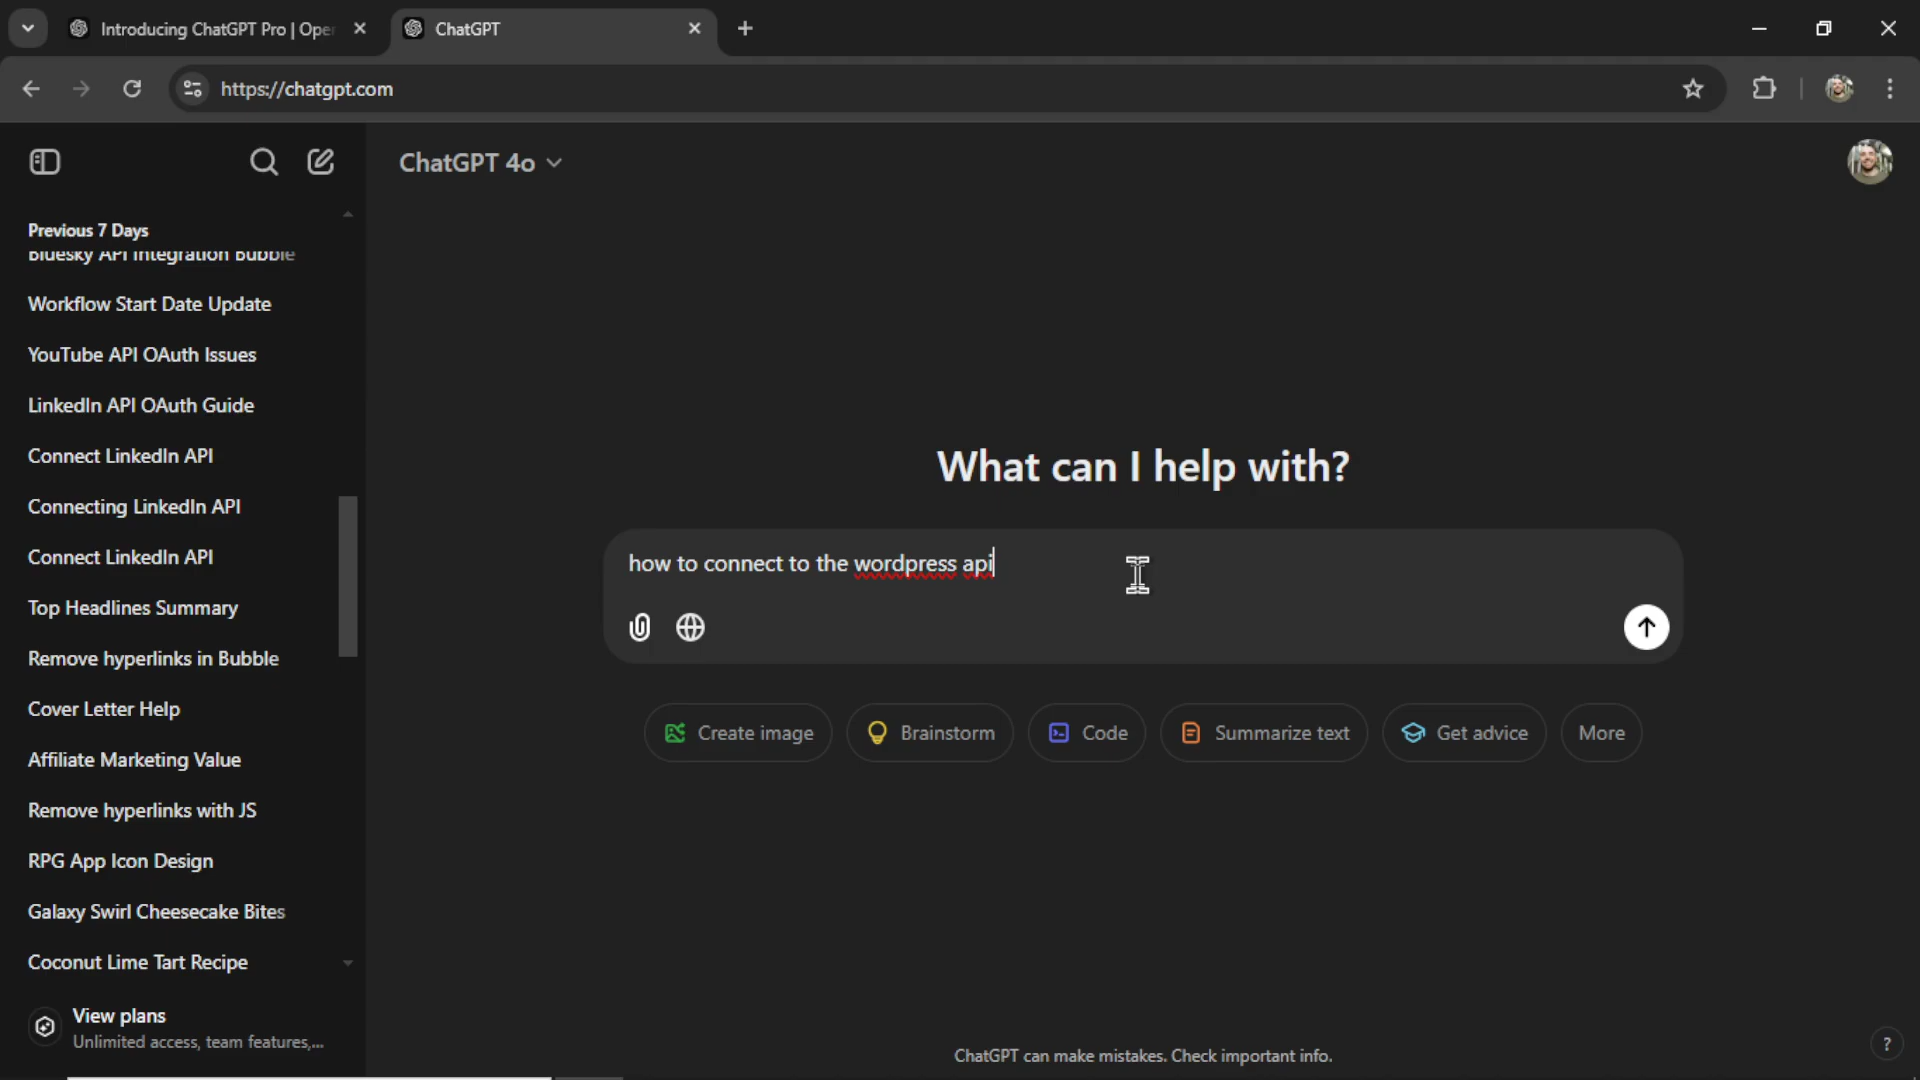 Introducing ChatGPT Pro | Ope
ChatGPT
https://chatgpt.com
ChatGPT 4o
Previous 7 Days
Bluesky API Integration Bubble
Workflow Start Date Update
YouTube API OAuth Issues
LinkedIn API OAuth Guide
Connect LinkedIn API
Connecting LinkedIn API
Connect LinkedIn API
Top Headlines Summary
Remove hyperlinks in Bubble
Cover Letter Help
Affiliate Marketing Value
Remove hyperlinks with JS
RPG App Icon Design
Galaxy Swirl Cheesecake Bites
Coconut Lime Tart Recipe
View plans
Unlimited access, team features,...
What can I help with?
how to connect to the wordpress api
Create image
Brainstorm
Code
Summarize text
Get advice
More
ChatGPT can make mistakes. Check important info.
?